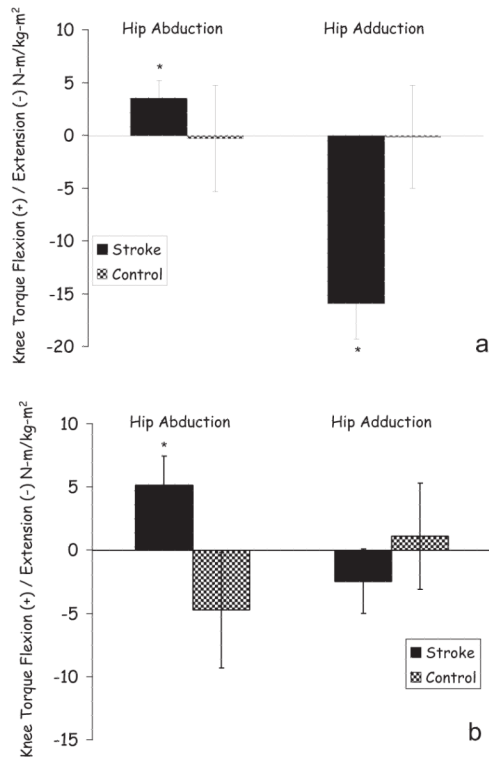 Knee Torque Flexion (+) / Extension (-) N-m/kg-m²
Hip Abduction Hip Adduction
10
*
5
0
-5
-10
Stroke
Control
-15
-20
*
a
Knee Torque Flexion (+) / Extension (-) N-m/kg-m²
Hip Abduction Hip Adduction
10
*
5
0
-5
Stroke
Control
-10
-15
b